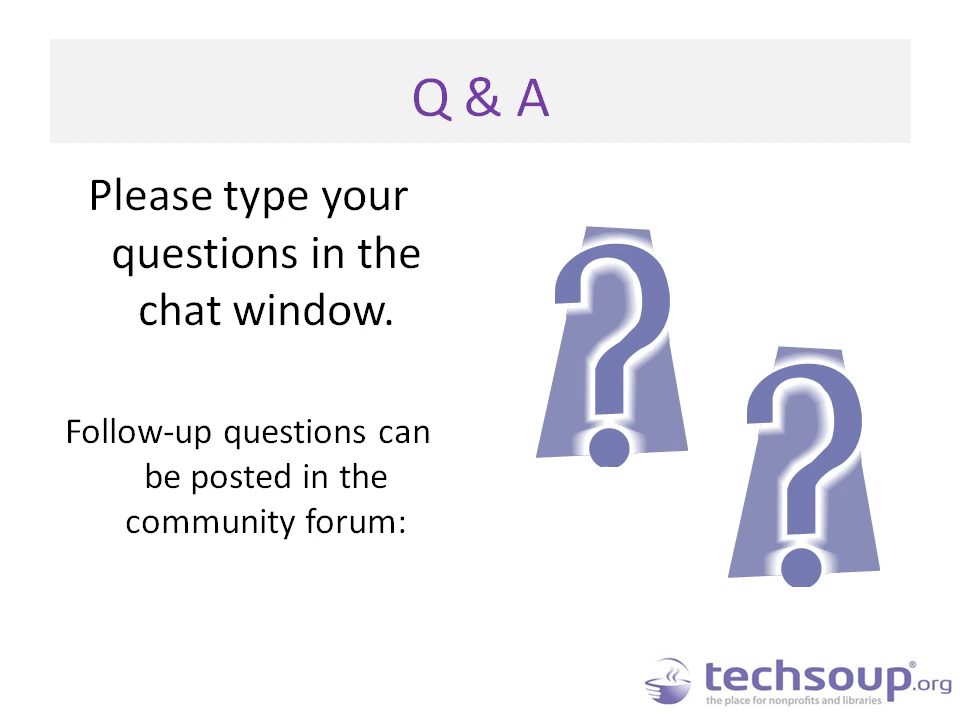 Q & A
Please type your
questions in the
chat window.
Follow-up questions can
be posted in the
community forum:
? ?
techsoup®.org
the place for nonprofits and libraries